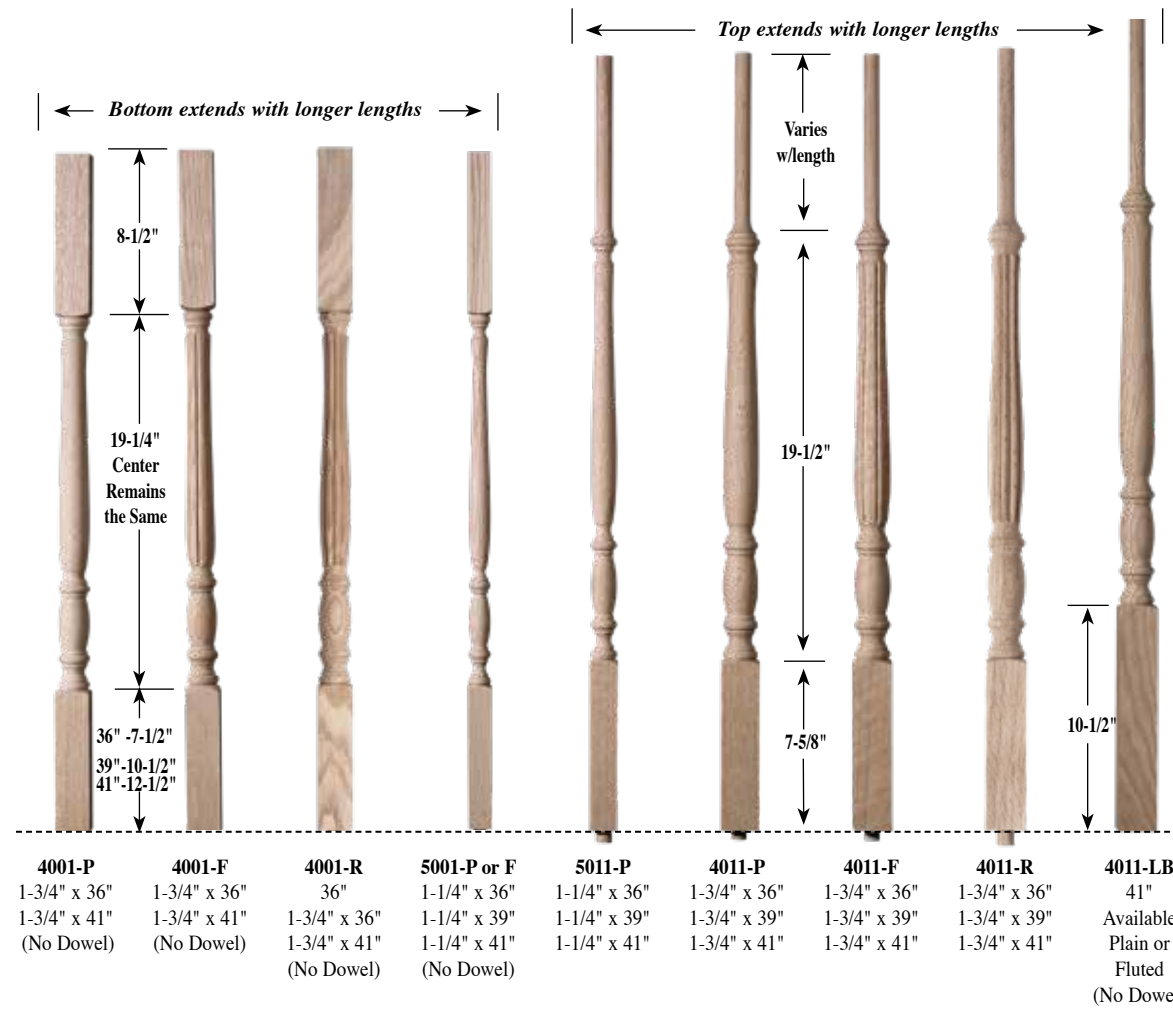 Top extends with longer lengths
Bottom extends with longer lengths
Varies
w/length
8-1/2"
19-1/4"
Center
Remains
the Same
19-1/2"
36" -7-1/2"
39"-10-1/2"
41"-12-1/2"
7-5/8"
10-1/2"
4001-P
1-3/4" x 36"
1-3/4" x 41"
(No Dowel)
4001-F
1-3/4" x 36"
1-3/4" x 41"
(No Dowel)
4001-R
36"
1-3/4" x 36"
1-3/4" x 41"
(No Dowel)
5001-P or F
1-1/4" x 36"
1-1/4" x 39"
1-1/4" x 41"
(No Dowel)
5011-P
1-1/4" x 36"
1-1/4" x 39"
1-1/4" x 41"
4011-P
1-3/4" x 36"
1-3/4" x 39"
1-3/4" x 41"
4011-F
1-3/4" x 36"
1-3/4" x 39"
1-3/4" x 41"
4011-R
1-3/4" x 36"
1-3/4" x 39"
1-3/4" x 41"
4011-LB
41"
Available
Plain or
Fluted
(No Dowe